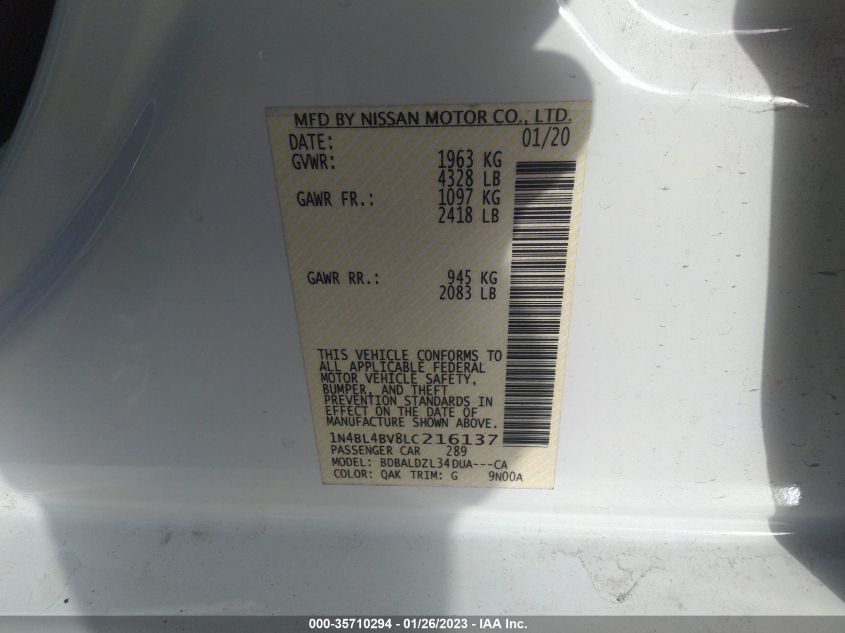 MFD BY NISSAN MOTOR CO., LTD.
DATE: 01/20
GVWR: 1963 KG
4328 LB
GAWR FR.: 1097 KG
2418 LB
GAWR RR.: 945 KG
2083 LB
THIS VEHICLE CONFORMS TO
ALL APPLICABLE FEDERAL
MOTOR VEHICLE SAFETY,
BUMPER, AND THEFT
PREVENTION STANDARDS IN
EFFECT ON THE DATE OF
MANUFACTURE SHOWN ABOVE.
1N4BL4BV8LC216137
PASSENGER CAR 289
MODEL: BDBALDZL34DUA---CA
COLOR: QAK TRIM: G 9N00A
000-35710294 - 01/26/2023 - IAA Inc.